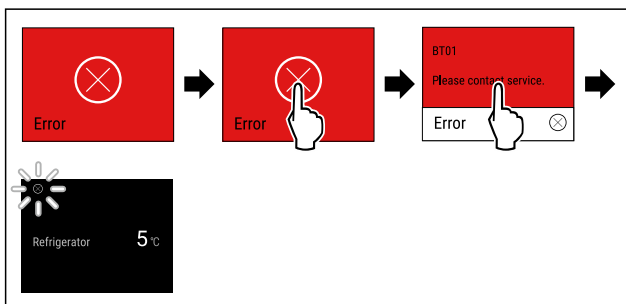 Error
Error
BT01
Please contact service.
Error
Refrigerator 5 °C